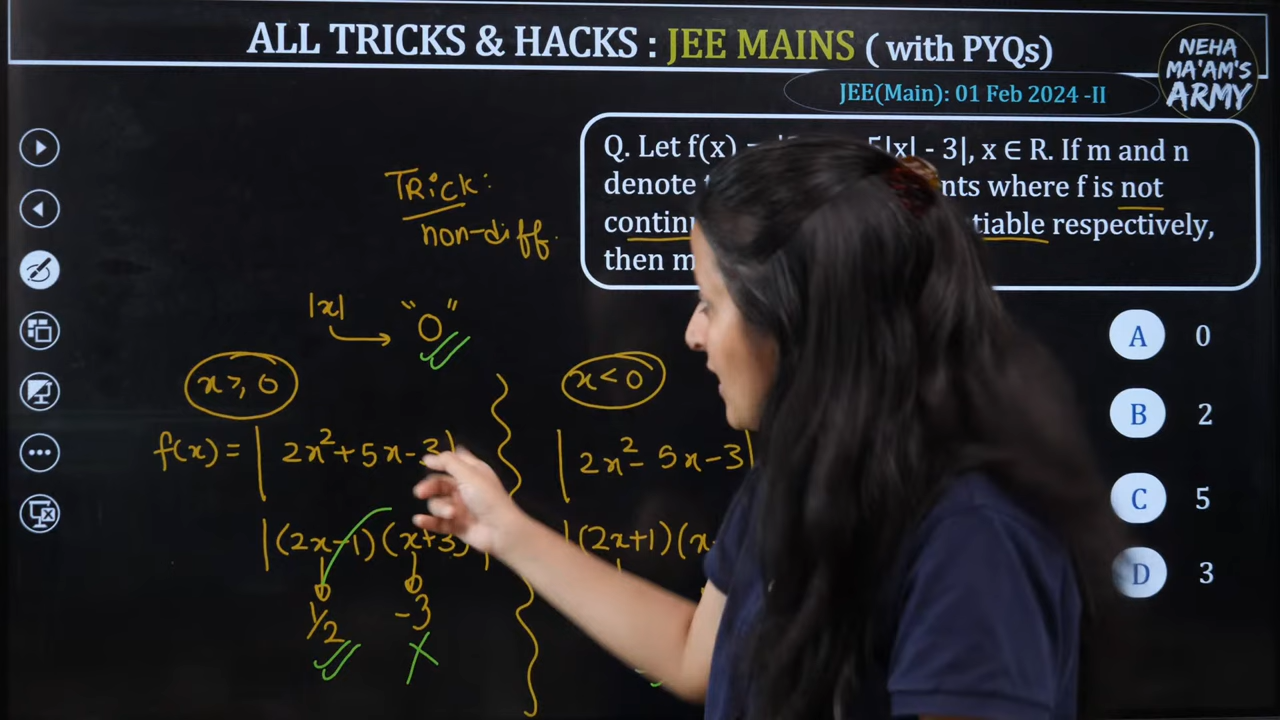 ALL TRICKS & HACKS : JEE MAINS ( with PYQs)
NEHA
MA'AM'S
ARMY
JEE(Main): 01 Feb 2024 -II
Q. Let f(x) = 5|x| - 3|, x ∈ R. If m and n
denote nts where f is not
continu tiable respectively,
then m
TRICK:
non-diff.
|x| → "0"
x ≥ 0
x < 0
f(x) = | 2x² + 5x - 3 |
| 2x² - 5x - 3 |
| (2x - 1)(x + 3) |
| (2x + 1)(x
1/2 -3
A 0
B 2
C 5
D 3